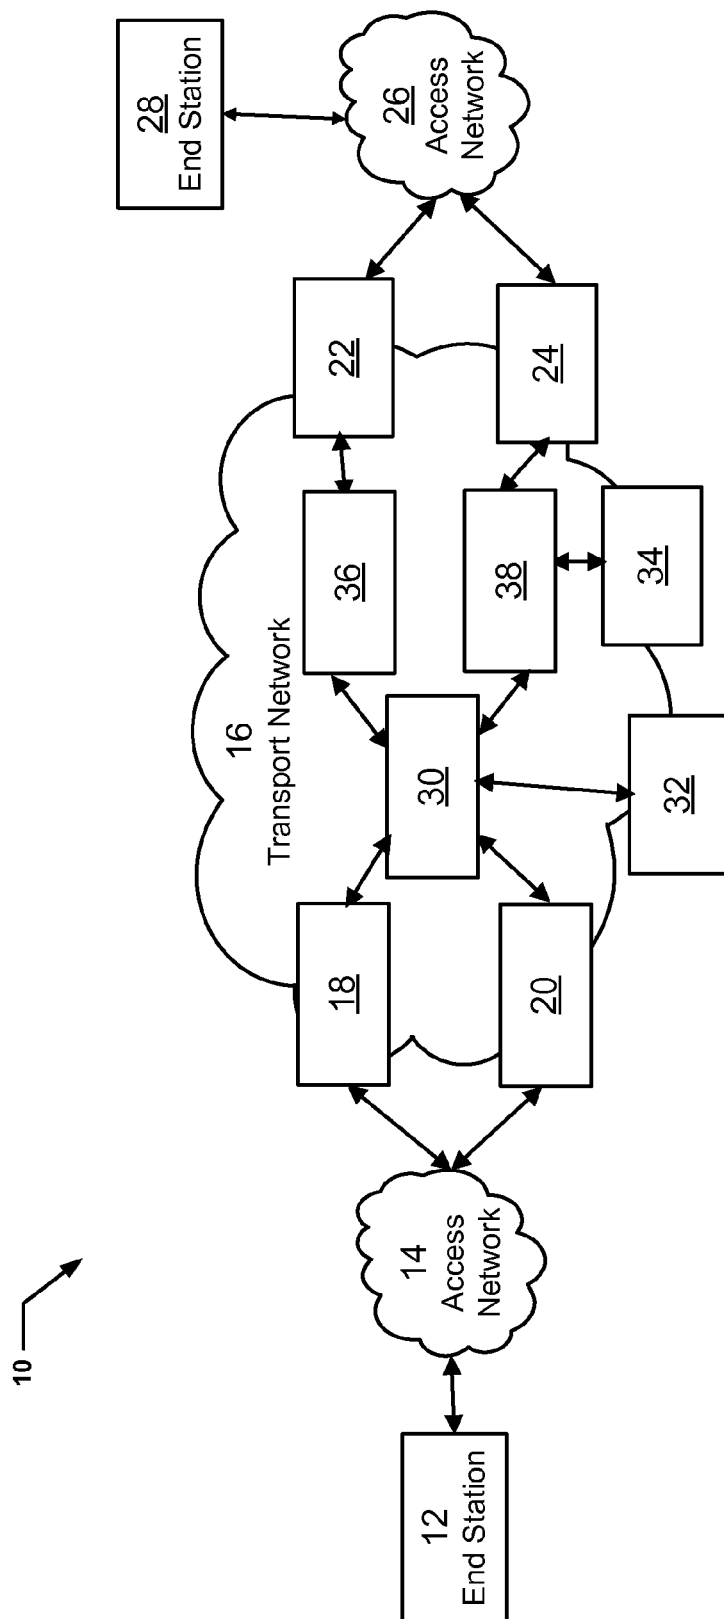 10
28
End Station
26
Access
Network
16
Transport Network
18
22
36
30
14
Access
Network
12
End Station
20
38
24
32
34